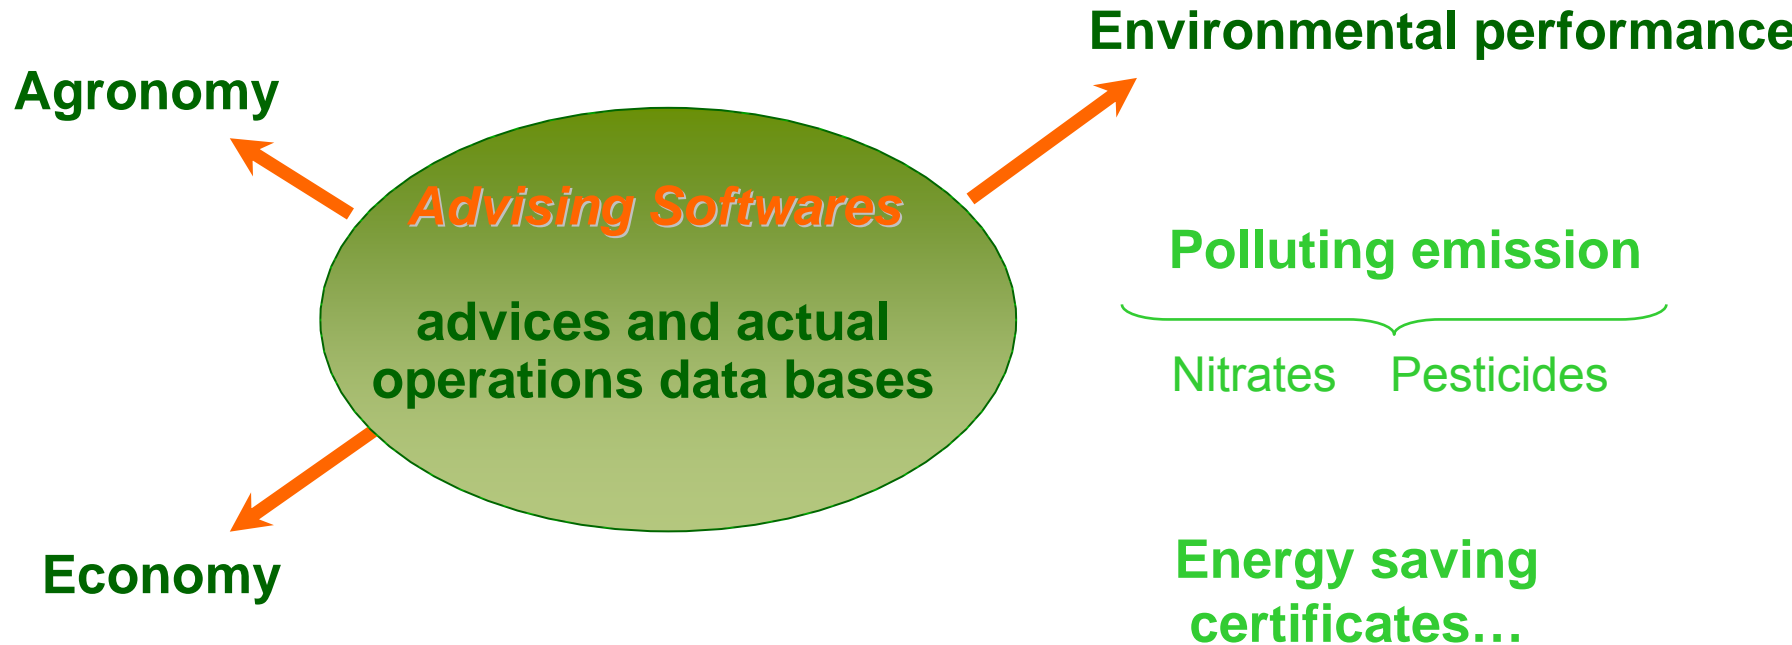 Environmental performance
Agronomy
Advising Softwares
advices and actual
operations data bases
Polluting emission
Nitrates Pesticides
Economy
Energy saving
certificates…